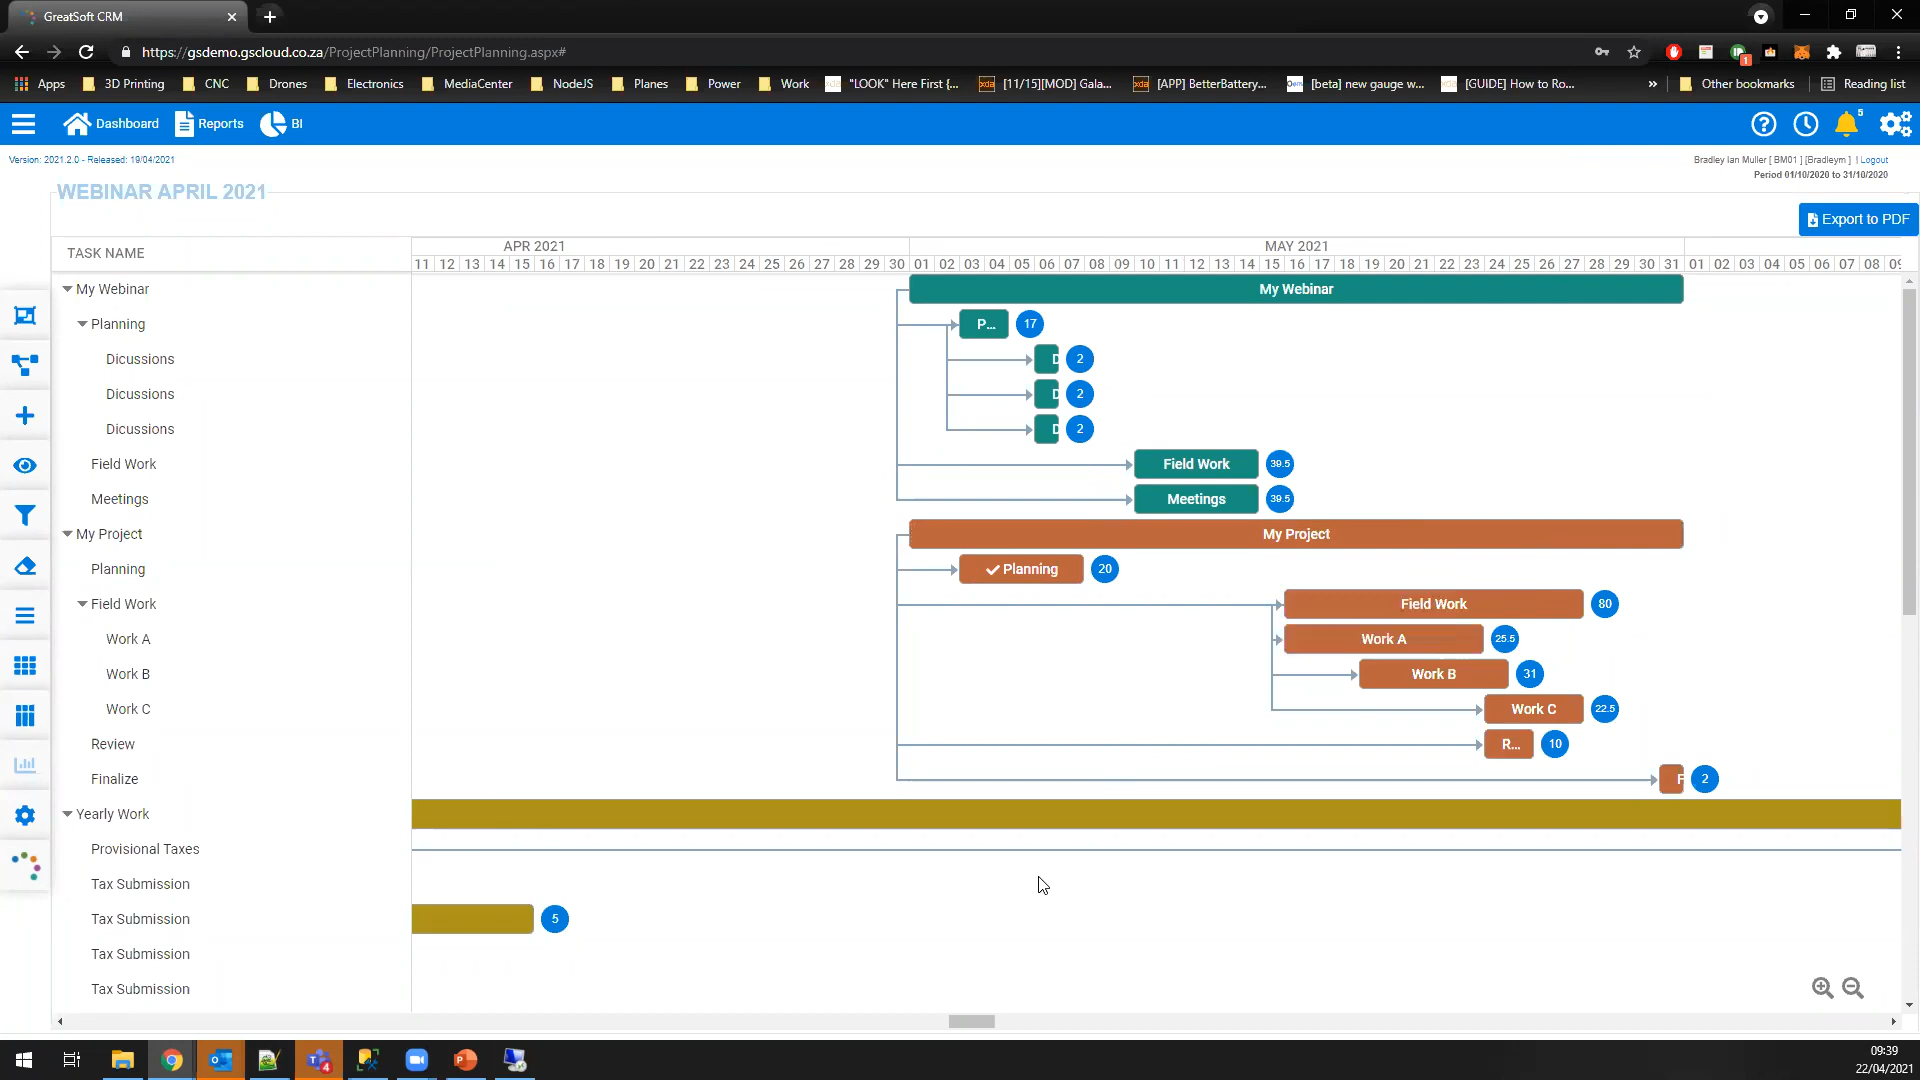 GreatSoft CRM
https://gsdemo.gscloud.co.za/ProjectPlanning/ProjectPlanning.aspx#
1
Apps 3D Printing CNC Drones Electronics MediaCenter NodeJS Planes Power Work "LOOK" Here First {... [11/15][MOD] Gala... [APP] BetterBattery... [beta] new gauge w... [GUIDE] How to Ro... » Other bookmarks Reading list
Dashboard Reports BI 5
Version: 2021.2.0 - Released: 19/04/2021
Bradley Ian Muller [ BM01 ] [Bradleym ] | Logout
Period 01/10/2020 to 31/10/2020
WEBINAR APRIL 2021
Export to PDF
TASK NAME APR 2021 MAY 2021
11 12 13 14 15 16 17 18 19 20 21 22 23 24 25 26 27 28 29 30 01 02 03 04 05 06 07 08 09 10 11 12 13 14 15 16 17 18 19 20 21 22 23 24 25 26 27 28 29 30 31 01 02 03 04 05 06 07 08
My Webinar My Webinar
Planning P... 17
Dicussions D 2
Dicussions D 2
Dicussions D 2
Field Work Field Work 39.5
Meetings Meetings 39.5
My Project My Project
Planning Planning 20
Field Work Field Work 80
Work A Work A 25.5
Work B Work B 31
Work C Work C 22.5
Review R... 10
Finalize F 2
Yearly Work
Provisional Taxes
Tax Submission
Tax Submission 5
Tax Submission
Tax Submission
4
09:39
22/04/2021